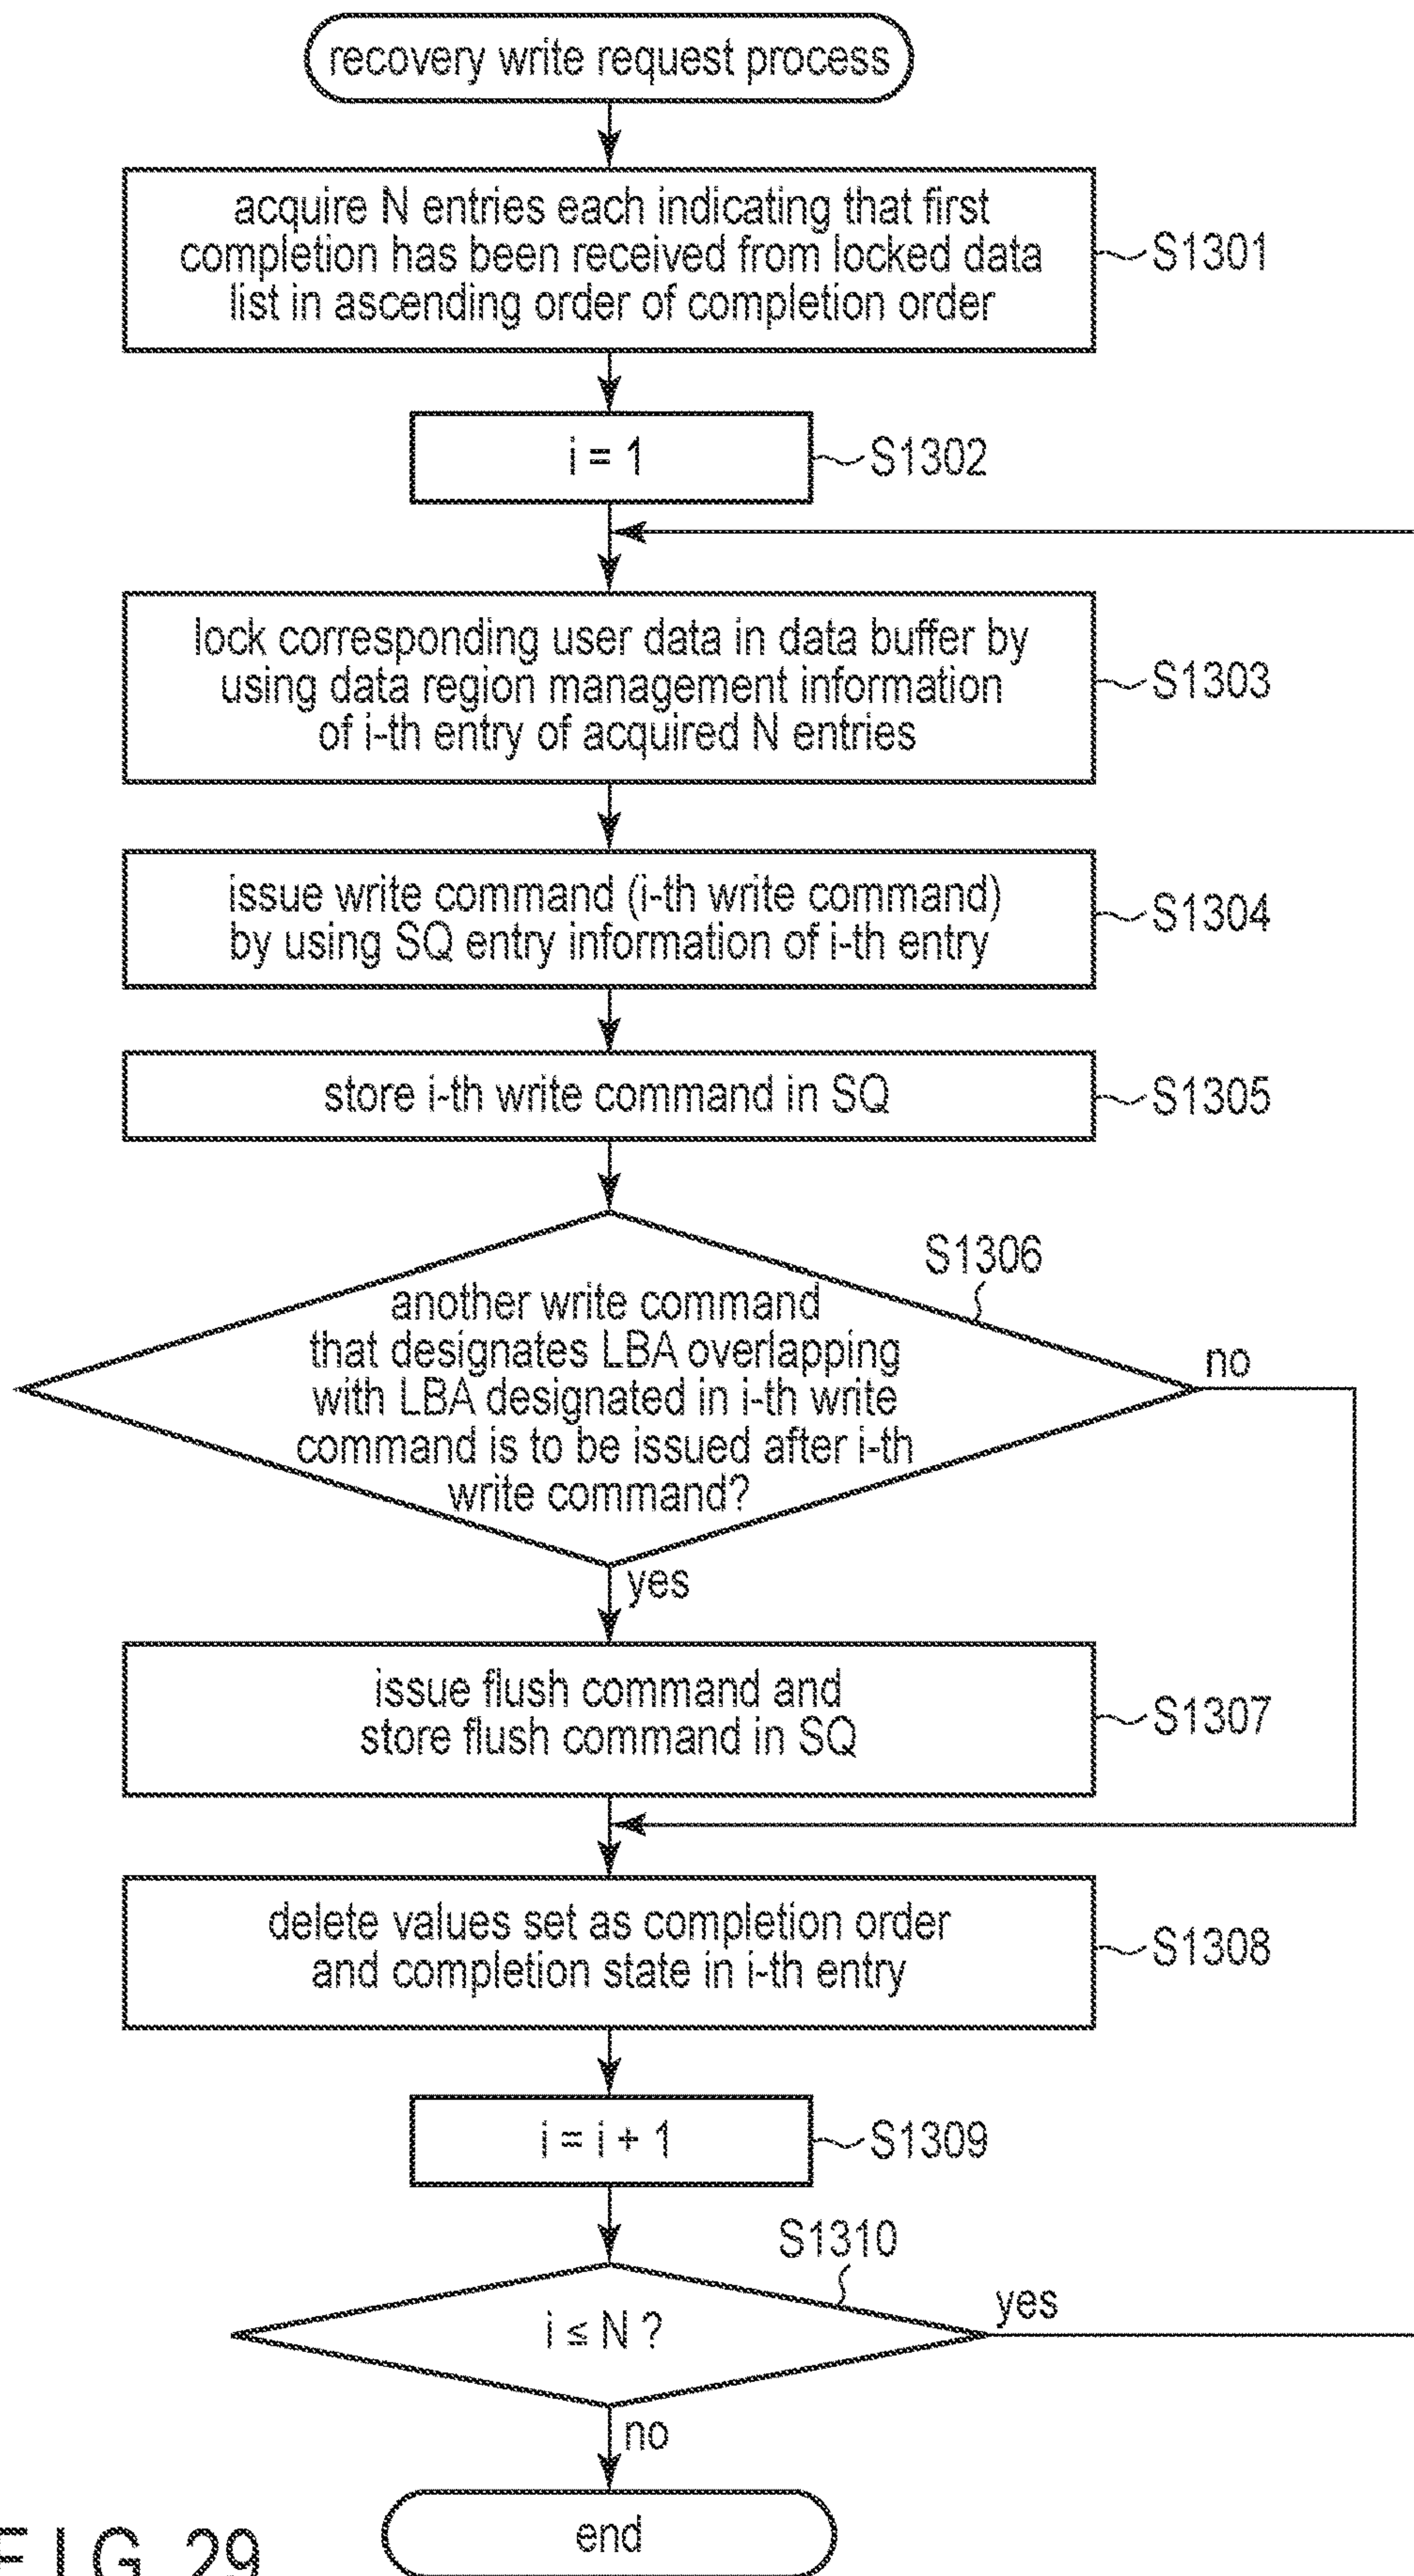 recovery write request process
acquire N entries each indicating that first
completion has been received from locked data
list in ascending order of completion order
S1301
i = 1
S1302
lock corresponding user data in data buffer by
using data region management information
of i-th entry of acquired N entries
S1303
issue write command (i-th write command)
by using SQ entry information of i-th entry
S1304
store i-th write command in SQ
S1305
S1306
another write command
that designates LBA overlapping
with LBA designated in i-th write
command is to be issued after i-th
write command?
no
yes
issue flush command and
store flush command in SQ
S1307
delete values set as completion order
and completion state in i-th entry
S1308
i = i + 1
S1309
S1310
i ≤ N ?
yes
no
end
F I G. 29